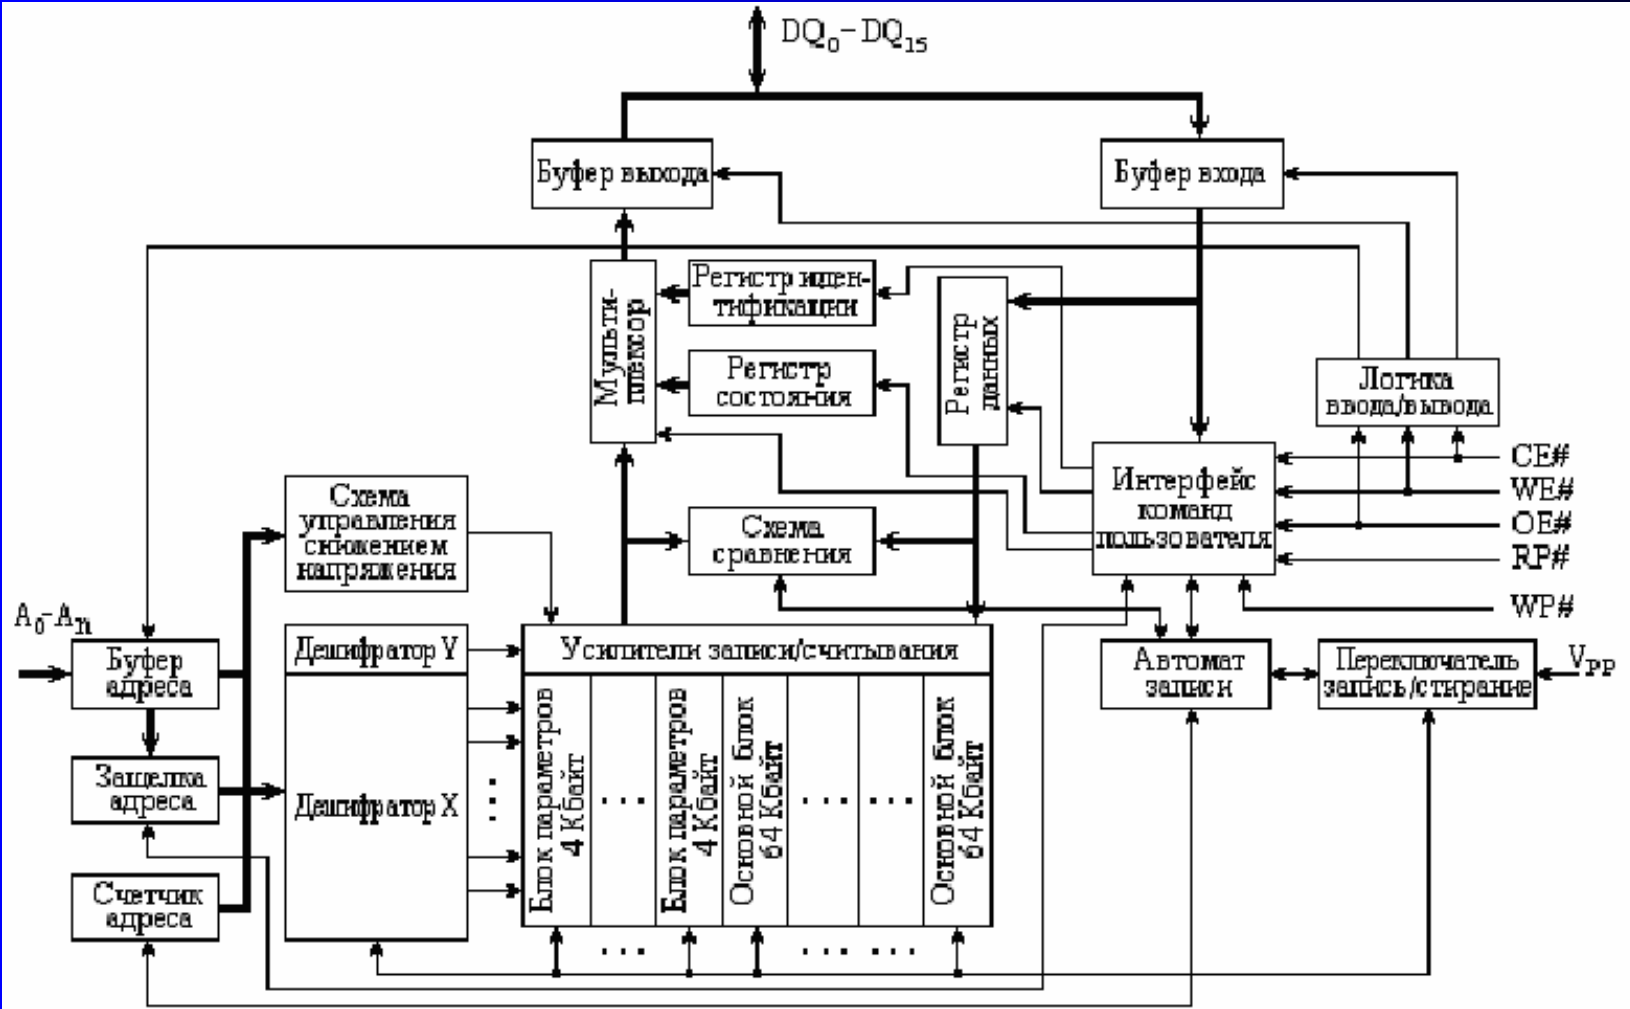 DQ₀–DQ₁₅
Буфер выхода
Буфер входа
Мульти-
плексор
Регистр иден-
тификации
Регистр
состояния
Регистр
данных
Логика
ввода/вывода
CE#
WE#
OE#
RP#
WP#
Интерфейс
команд
пользователя
Схема
управления
снижением
напряжения
Схема
сравнения
A₀-Aₙ
Буфер
адреса
Дешифратор Y
Усилители записи/считывания
Автомат
записи
Переключатель
запись/стирание
Vₚₚ
Защелка
адреса
Дешифратор X
Блок параметров
4 Кбайт
...
Блок параметров
4 Кбайт
Основной блок
64 Кбайт
... ...
Основной блок
64 Кбайт
Счетчик
адреса
... ... ...